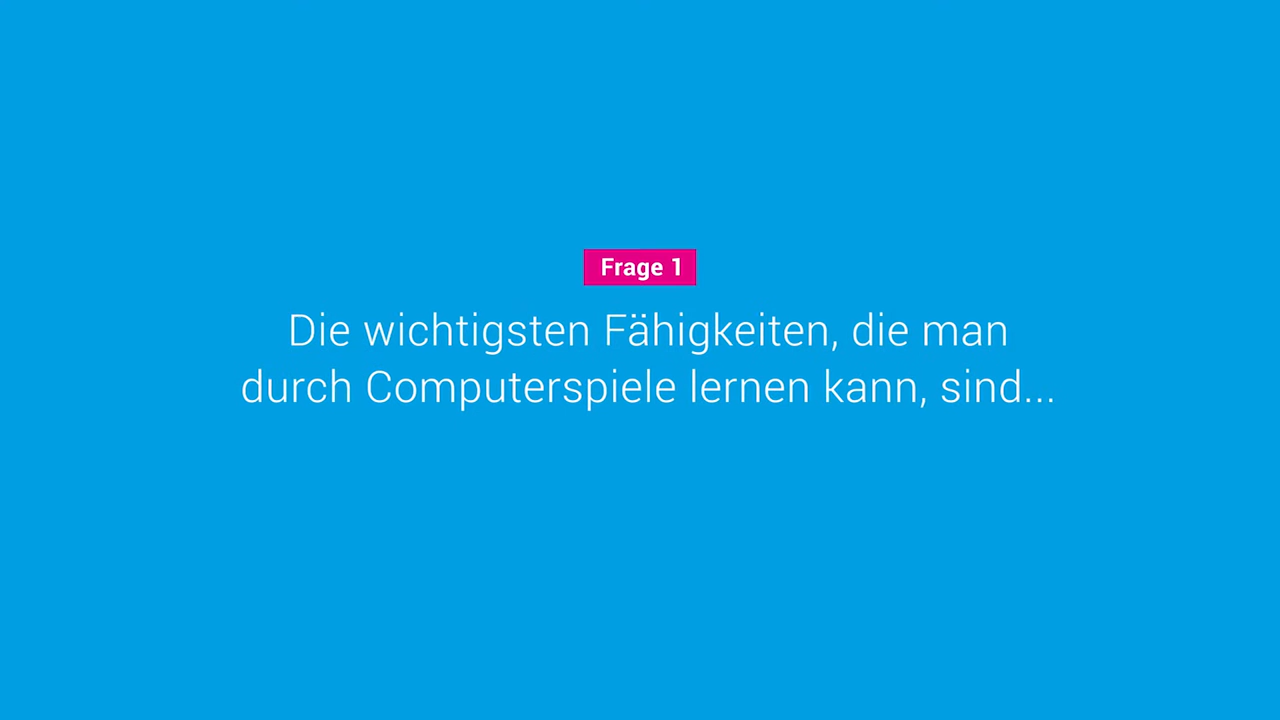 Frage 1
Die wichtigsten Fähigkeiten, die man
durch Computerspiele lernen kann, sind...